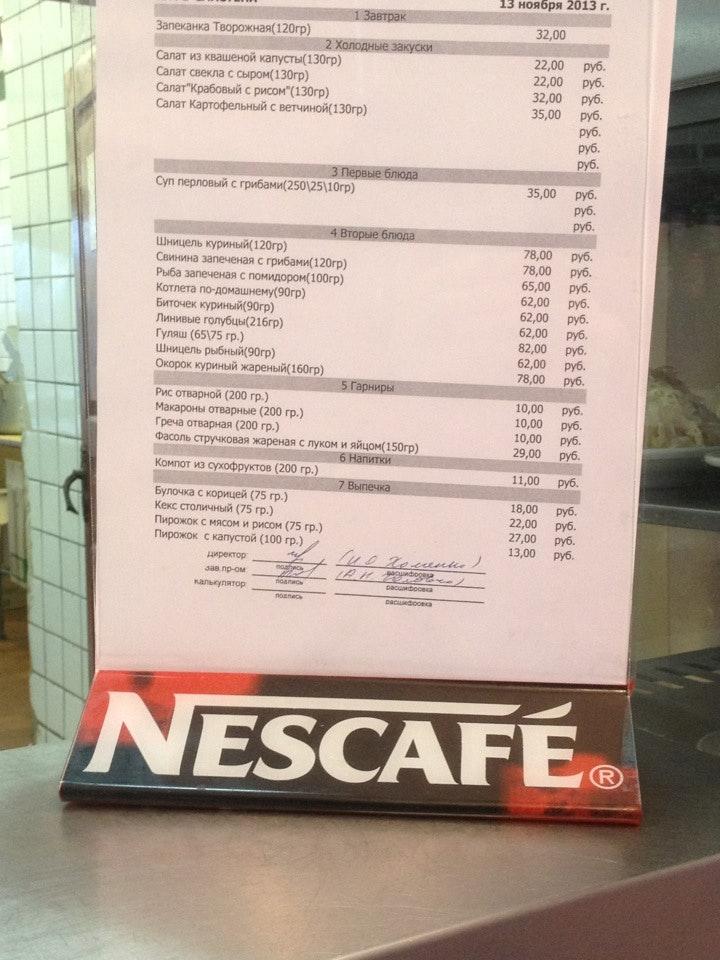 13 ноября 2013 г.
1 Завтрак
Запеканка Творожная(120гр) 32,00
2 Холодные закуски
Салат из квашеной капусты(130гр) 22,00 руб.
Салат свекла с сыром(130гр) 22,00 руб.
Салат"Крабовый с рисом"(130гр) 32,00 руб.
Салат Картофельный с ветчиной(130гр) 35,00 руб.
руб.
руб.
руб.
3 Первые блюда
Суп перловый с грибами(250\25\10гр) 35,00 руб.
руб.
руб.
4 Вторые блюда
Шницель куриный(120гр) 78,00 руб.
Свинина запеченая с грибами(120гр) 78,00 руб.
Рыба запеченая с помидором(100гр) 65,00 руб.
Котлета по-домашнему(90гр) 62,00 руб.
Биточек куриный(90гр) 62,00 руб.
Линивые голубцы(216гр) 62,00 руб.
Гуляш (65\75 гр.) 82,00 руб.
Шницель рыбный(90гр) 62,00 руб.
Окорок куриный жареный(160гр) 78,00 руб.
5 Гарниры
Рис отварной (200 гр.) 10,00 руб.
Макароны отварные (200 гр.) 10,00 руб.
Греча отварная (200 гр.) 10,00 руб.
Фасоль стручковая жареная с луком и яйцом(150гр) 29,00 руб.
6 Напитки
Компот из сухофруктов (200 гр.) 11,00 руб.
7 Выпечка
Булочка с корицей (75 гр.) 18,00 руб.
Кекс столичный (75 гр.) 22,00 руб.
Пирожок с мясом и рисом (75 гр.) 27,00 руб.
Пирожок с капустой (100 гр.) 13,00 руб.
директор: (И О Хоменко)
подпись расшифровка
зав.пр-ом
подпись расшифровка
калькулятор
подпись расшифровка
NESCAFÉ®